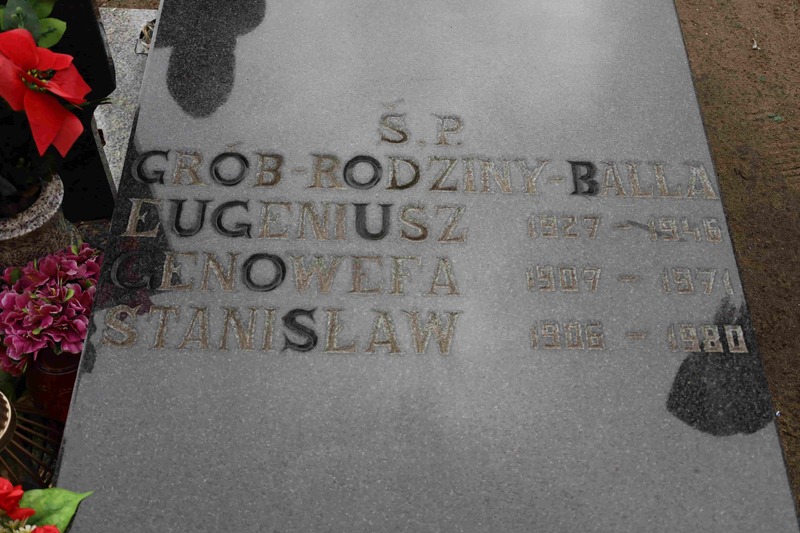 Ś.P.
GRÓB-RODZINY-BALLA
EUGENIUSZ 1927 - 1946
GENOWEFA 1907 - 1971
STANISŁAW 1906 - 1980